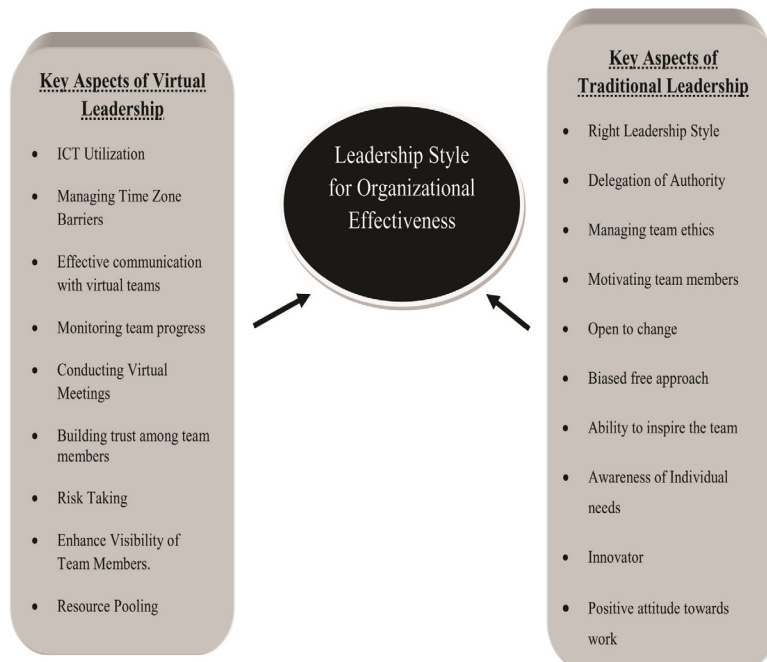 Key Aspects of Virtual
Leadership
• ICT Utilization
• Managing Time Zone
Barriers
• Effective communication
with virtual teams
• Monitoring team progress
• Conducting Virtual
Meetings
• Building trust among team
members
• Risk Taking
• Enhance Visibility of
Team Members.
• Resource Pooling
Leadership Style
for Organizational
Effectiveness
Key Aspects of
Traditional Leadership
• Right Leadership Style
• Delegation of Authority
• Managing team ethics
• Motivating team members
• Open to change
• Biased free approach
• Ability to inspire the team
• Awareness of Individual
needs
• Innovator
• Positive attitude towards
work